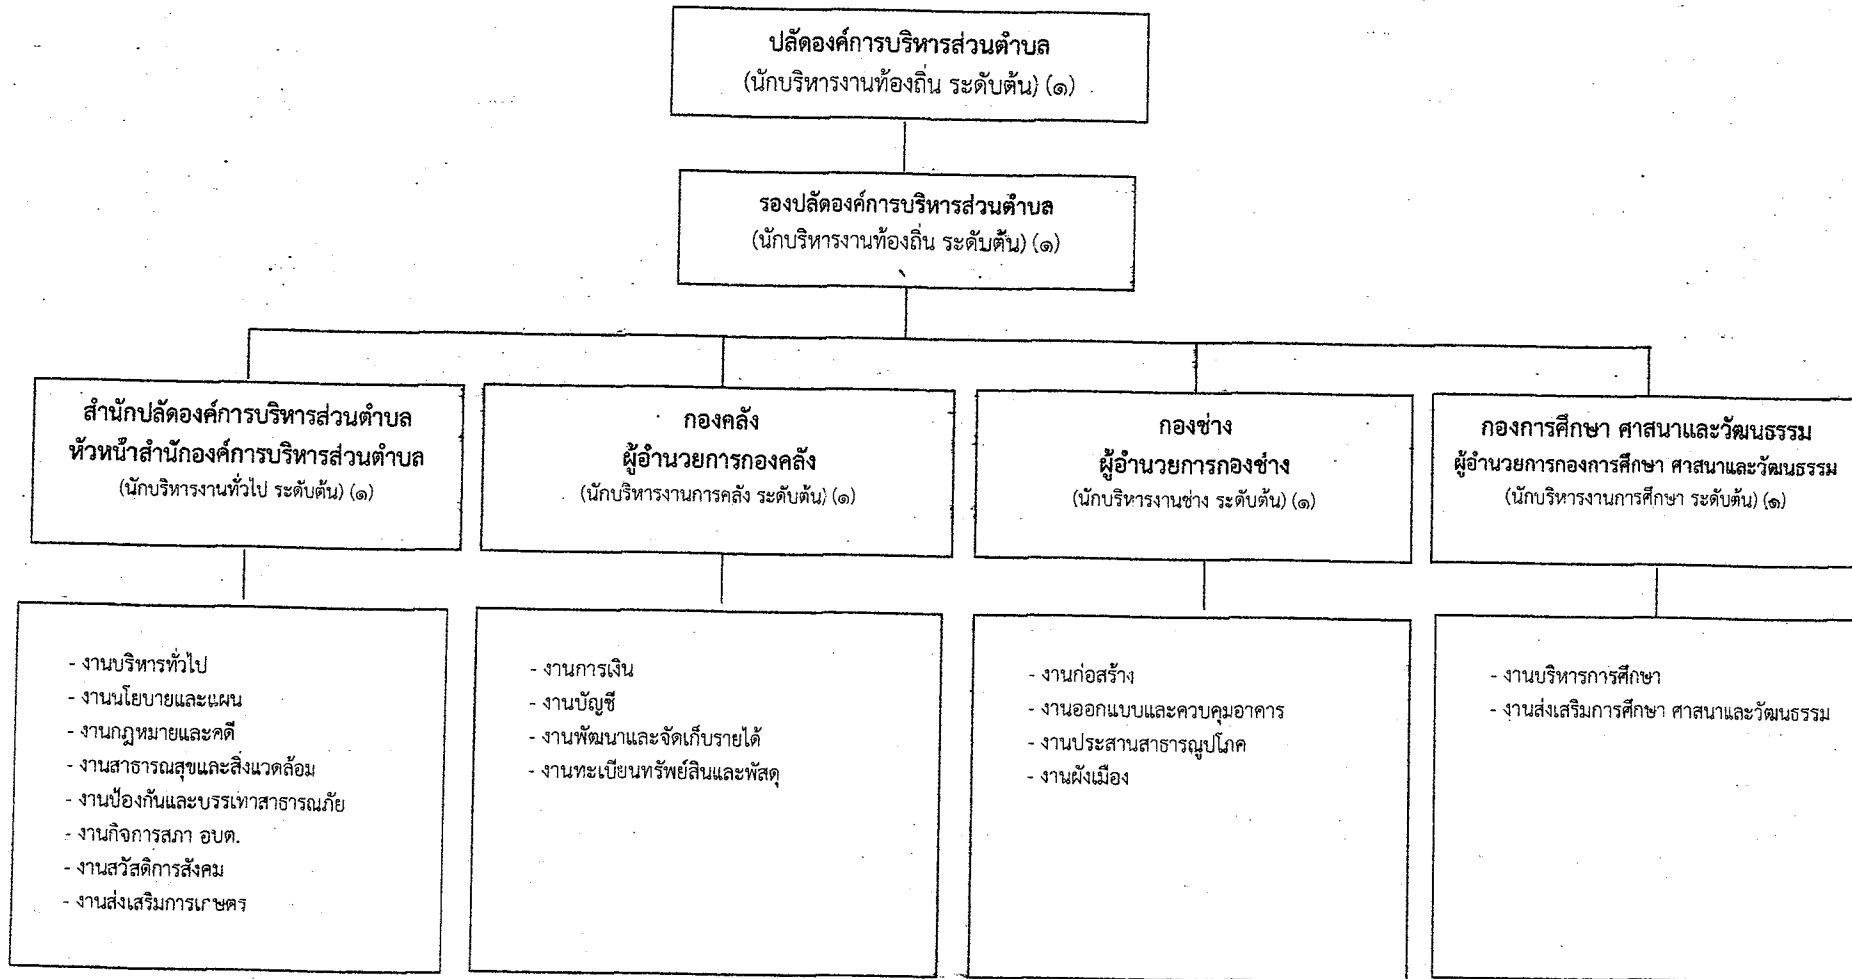 ปลัดองค์การบริหารส่วนตำบล
(นักบริหารงานท้องถิ่น ระดับต้น) (๑)
รองปลัดองค์การบริหารส่วนตำบล
(นักบริหารงานท้องถิ่น ระดับต้น) (๑)
สำนักปลัดองค์การบริหารส่วนตำบล
หัวหน้าสำนักองค์การบริหารส่วนตำบล
(นักบริหารงานทั่วไป ระดับต้น) (๑)
กองคลัง
ผู้อำนวยการกองคลัง
(นักบริหารงานการคลัง ระดับต้น) (๑)
กองช่าง
ผู้อำนวยการกองช่าง
(นักบริหารงานช่าง ระดับต้น) (๑)
กองการศึกษา ศาสนาและวัฒนธรรม
ผู้อำนวยการกองการศึกษา ศาสนาและวัฒนธรรม
(นักบริหารงานการศึกษา ระดับต้น) (๑)
- งานบริหารทั่วไป
- งานนโยบายและแผน
- งานกฎหมายและคดี
- งานสาธารณสุขและสิ่งแวดล้อม
- งานป้องกันและบรรเทาสาธารณภัย
- งานกิจการสภา อบต.
- งานสวัสดิการสังคม
- งานส่งเสริมการเกษตร
- งานการเงิน
- งานบัญชี
- งานพัฒนาและจัดเก็บรายได้
- งานทะเบียนทรัพย์สินและพัสดุ
- งานก่อสร้าง
- งานออกแบบและควบคุมอาคาร
- งานประสานสาธารณูปโภค
- งานผังเมือง
- งานบริหารการศึกษา
- งานส่งเสริมการศึกษา ศาสนาและวัฒนธรรม